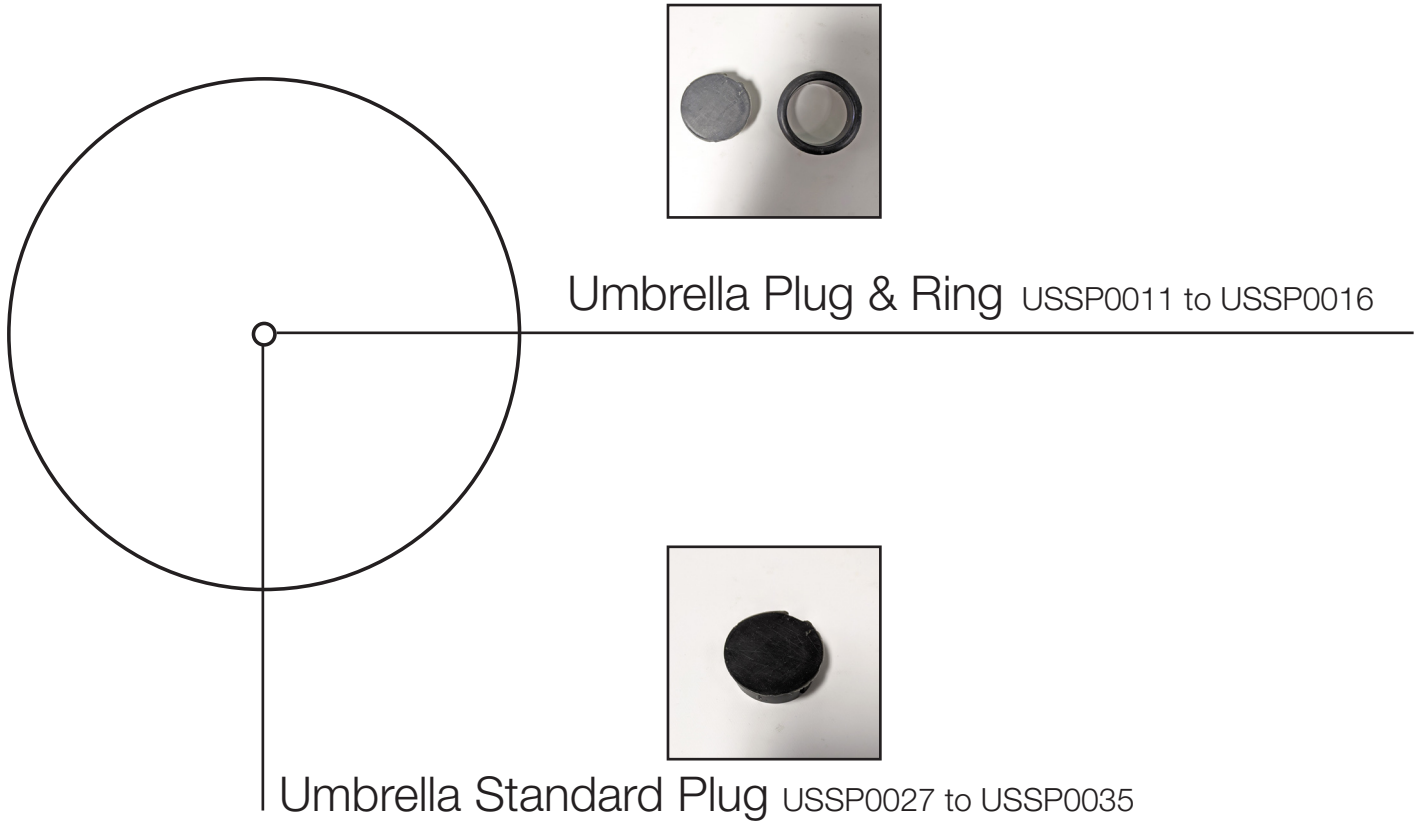 Umbrella Plug & Ring USSP0011 to USSP0016
Umbrella Standard Plug USSP0027 to USSP0035